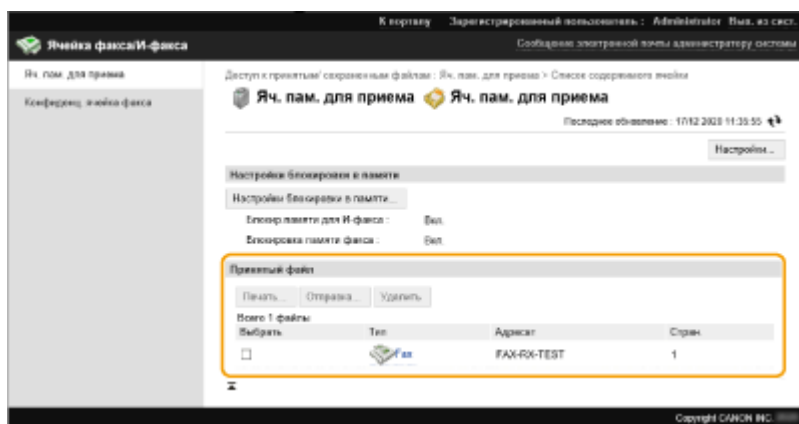 К порталу Зарегистрированный пользователь : Administrator Вых. из сист.
Ячейка факса/И-факса Сообщение электронной почты администратору системы
Яч. пам. для приема
Конфиденц. ячейка факса
Доступ к принятым/сохраненным файлам : Яч. пам. для приема > Список содержимого ячейки
Яч. пам. для приема Яч. пам. для приема
Последнее обновление : 17/12 2020 11:35:55
Настройки...
Настройки блокировки в памяти
Настройки блокировки в памяти...
Блокир. памяти для И-факса : Вкл.
Блокировка памяти факса : Вкл.
Принятый файл
Печать... Отправка... Удалить
Всего 1 файлы
Выбрать Тип Адресат Стран.
Fax FAX-RX-TEST 1
Copyright CANON INC.